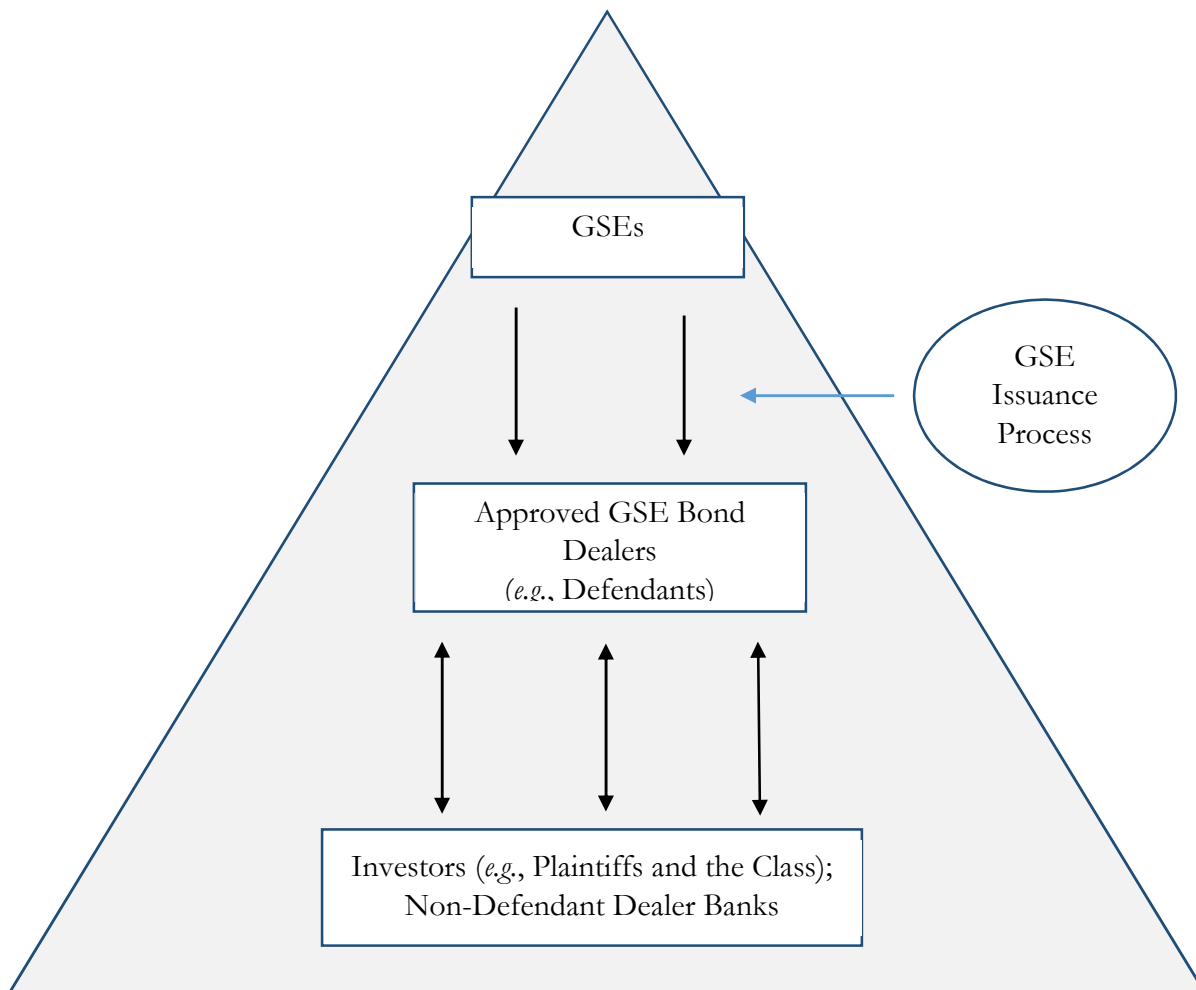 GSEs
GSE
Issuance
Process
Approved GSE Bond
Dealers
(e.g., Defendants)
Investors (e.g., Plaintiffs and the Class);
Non-Defendant Dealer Banks